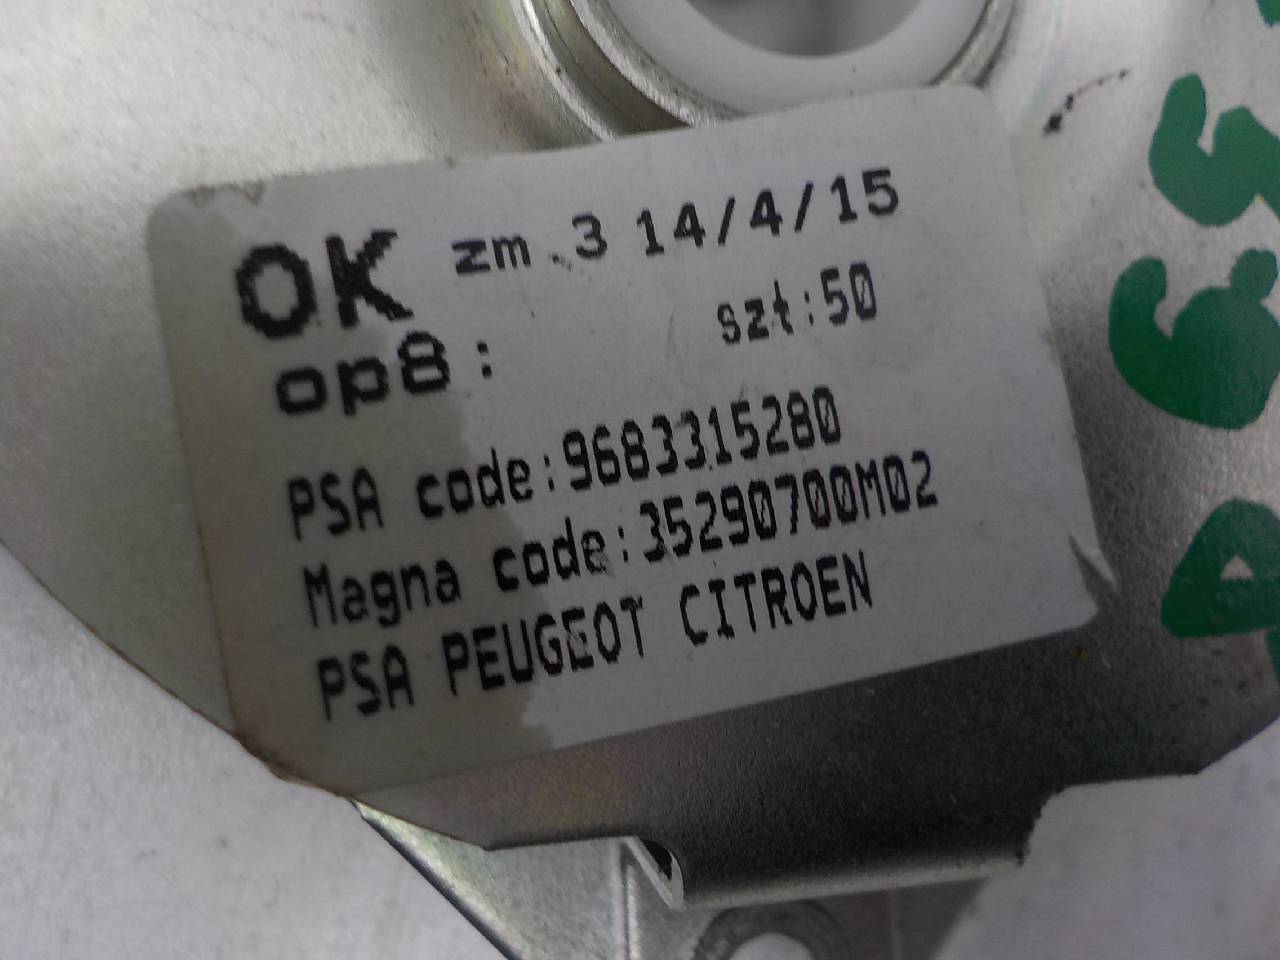 OK zm.3 14/4/15
op8: szt:50
PSA code:9683315280
Magna code:35290700M02
PSA PEUGEOT CITROEN